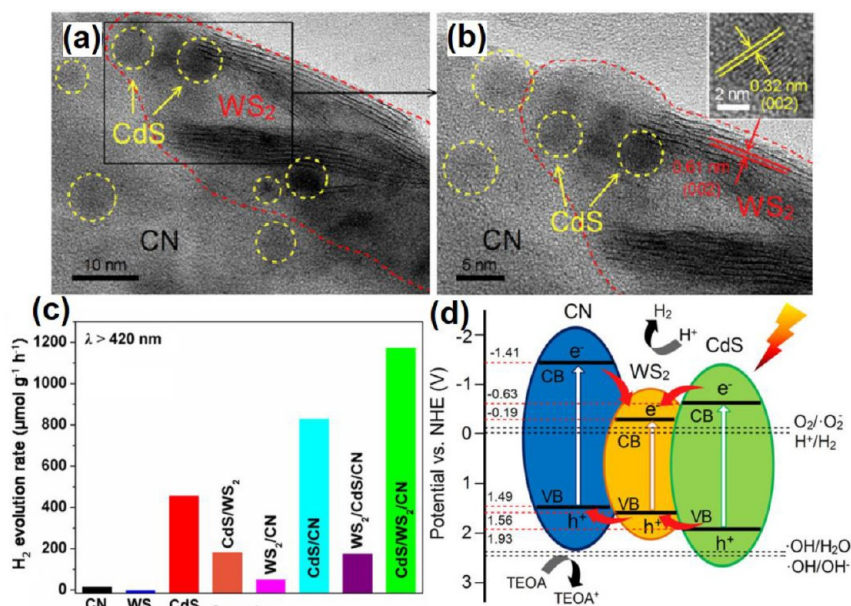 (a)
CdS
WS₂
CN
10 nm
(b)
2 nm
0.32 nm
(002)
0.61 nm
(002)
CdS
WS₂
CN
5 nm
(c)
λ > 420 nm
H₂ evolution rate (µmol g⁻¹ h⁻¹)
1200
1000
800
600
400
200
0
CN
WS
CdS
CdS/WS₂
WS₂/CN
CdS/CN
WS₂/CdS/CN
CdS/WS₂/CN
(d)
Potential vs. NHE (V)
-2
-1
0
1
2
3
-1.41
-0.63
-0.19
1.49
1.56
1.93
CN
H₂
H⁺
CdS
WS₂
e⁻
CB
e⁻
CB
e⁻
CB
VB
h⁺
VB
h⁺
VB
h⁺
O₂/·O₂⁻
H⁺/H₂
·OH/H₂O
·OH/OH⁻
TEOA
TEOA⁺